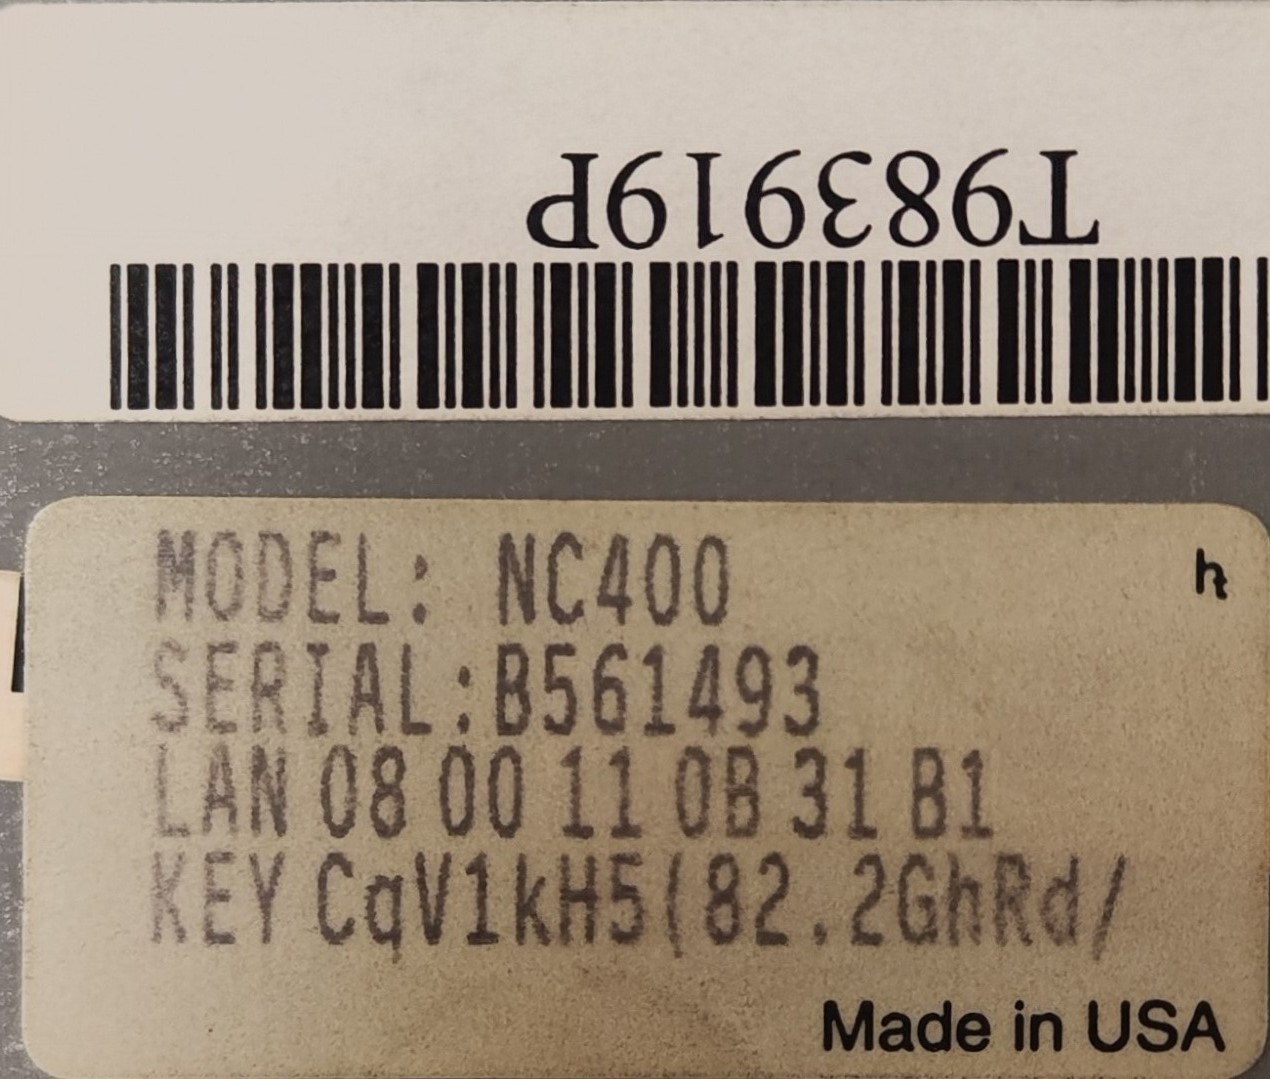 T983919P
MODEL: NC400
h
SERIAL:B561493
LAN 08 00 11 0B 31 B1
KEY CqV1kH5(82.2GhRd/
Made in USA